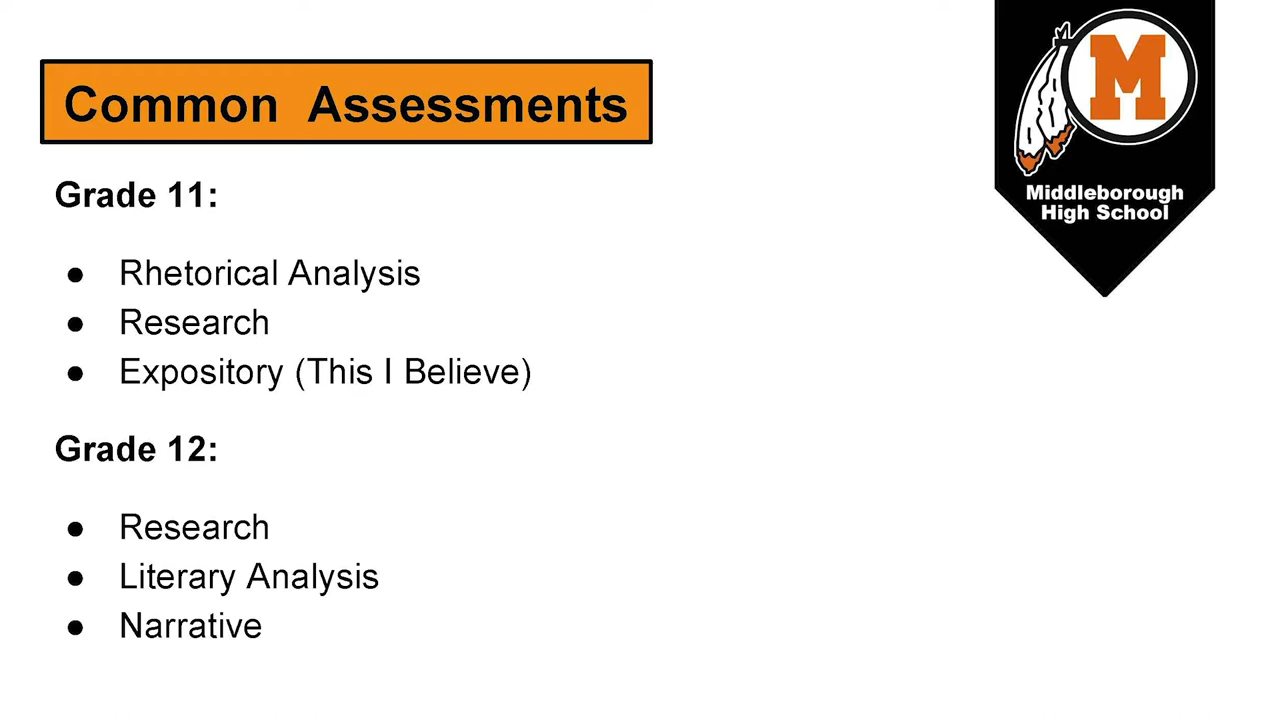 Common Assessments
M
Middleborough
High School
Grade 11:
● Rhetorical Analysis
● Research
● Expository (This I Believe)
Grade 12:
● Research
● Literary Analysis
● Narrative